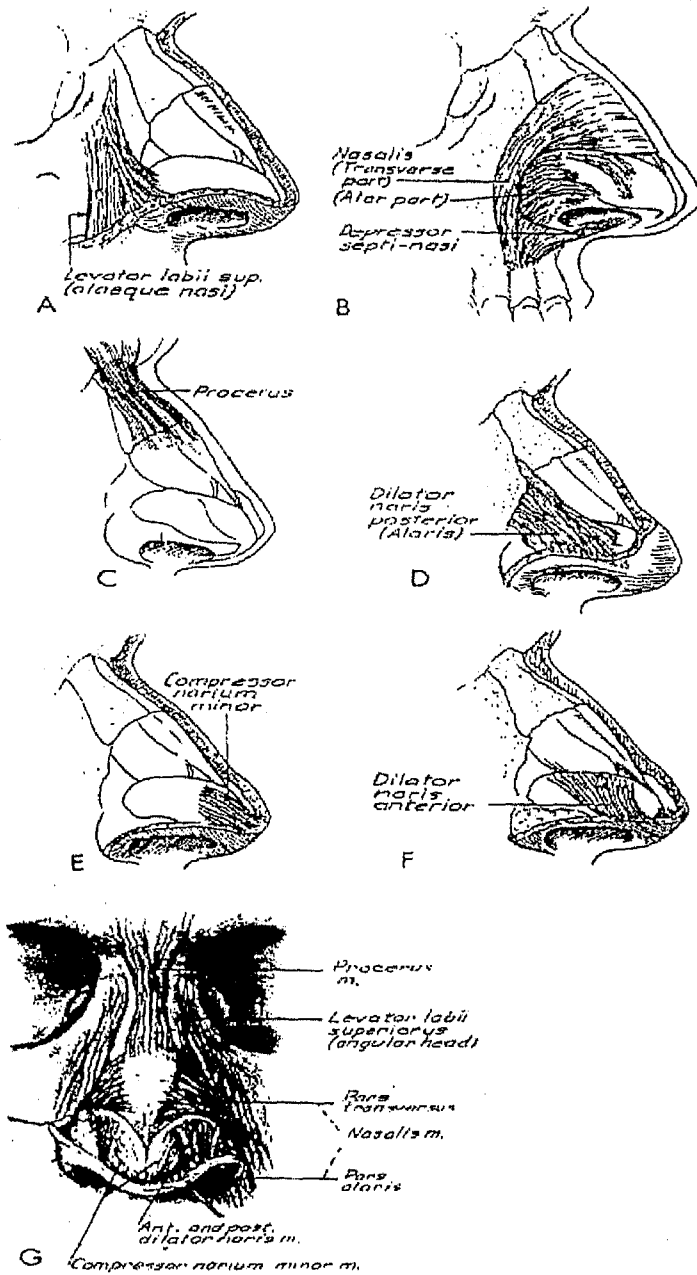 Levator labii sup.
(alaeque nasi)
A
Nasalis
(Transverse
part)
(Alar part)
Depressor
septi-nasi
B
Procerus
C
Dilator
naris
posterior
(Alaris)
D
Compressor
narium
minor
E
Dilator
naris
anterior
F
Procerus
m.
Levator labii
superiorus
(angular head)
Pars
transversus
Nasalis m.
Pars
alaris
Ant. and post.
dilator naris m.
G
Compressor narium minor m.